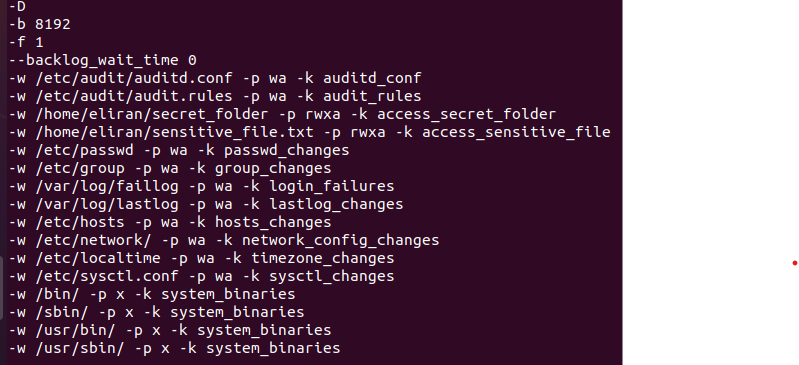 -D
-b 8192
-f 1
--backlog_wait_time 0
-w /etc/audit/auditd.conf -p wa -k auditd_conf
-w /etc/audit/audit.rules -p wa -k audit_rules
-w /home/eliran/secret_folder -p rwxa -k access_secret_folder
-w /home/eliran/sensitive_file.txt -p rwxa -k access_sensitive_file
-w /etc/passwd -p wa -k passwd_changes
-w /etc/group -p wa -k group_changes
-w /var/log/faillog -p wa -k login_failures
-w /var/log/lastlog -p wa -k lastlog_changes
-w /etc/hosts -p wa -k hosts_changes
-w /etc/network/ -p wa -k network_config_changes
-w /etc/localtime -p wa -k timezone_changes
-w /etc/sysctl.conf -p wa -k sysctl_changes
-w /bin/ -p x -k system_binaries
-w /sbin/ -p x -k system_binaries
-w /usr/bin/ -p x -k system_binaries
-w /usr/sbin/ -p x -k system_binaries